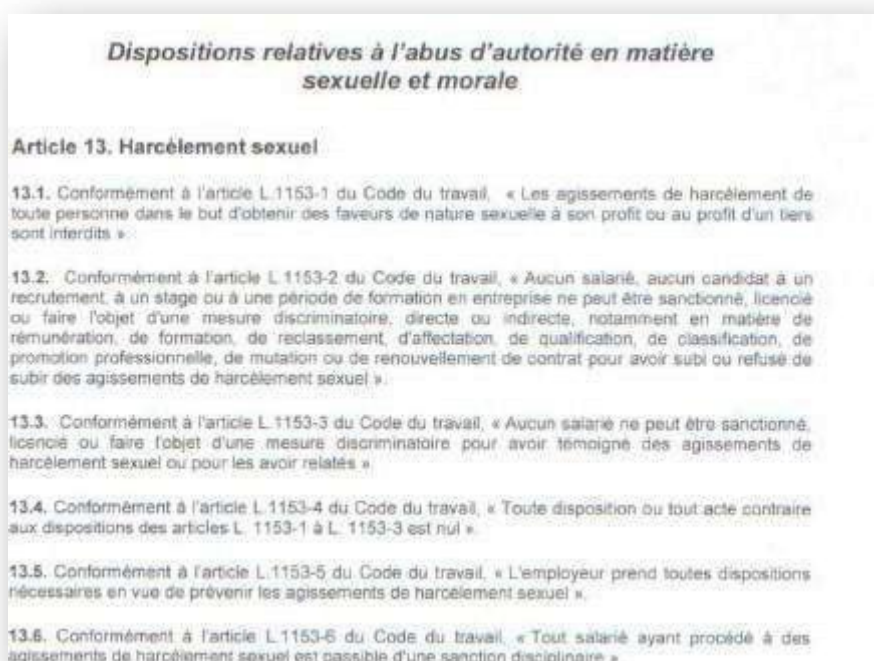 Dispositions relatives à l'abus d'autorité en matière
sexuelle et morale
Article 13. Harcèlement sexuel
13.1. Conformément à l'article L.1153-1 du Code du travail, « Les agissements de harcèlement de
toute personne dans le but d'obtenir des faveurs de nature sexuelle à son profit ou au profit d'un tiers
sont interdits ».
13.2. Conformément à l'article L.1153-2 du Code du travail, « Aucun salarié, aucun candidat à un
recrutement, à un stage ou à une période de formation en entreprise ne peut être sanctionné, licencié
ou faire l'objet d'une mesure discriminatoire, directe ou indirecte, notamment en matière de
rémunération, de formation, de reclassement, d'affectation, de qualification, de classification, de
promotion professionnelle, de mutation ou de renouvellement de contrat pour avoir subi ou refusé de
subir des agissements de harcèlement sexuel ».
13.3. Conformément à l'article L.1153-3 du Code du travail, « Aucun salarié ne peut être sanctionné,
licencié ou faire l'objet d'une mesure discriminatoire pour avoir témoigné des agissements de
harcèlement sexuel ou pour les avoir relatés ».
13.4. Conformément à l'article L.1153-4 du Code du travail, « Toute disposition ou tout acte contraire
aux dispositions des articles L. 1153-1 à L. 1153-3 est nul ».
13.5. Conformément à l'article L.1153-5 du Code du travail, « L'employeur prend toutes dispositions
nécessaires en vue de prévenir les agissements de harcèlement sexuel ».
13.6. Conformément à l'article L.1153-6 du Code du travail, « Tout salarié ayant procédé à des
agissements de harcèlement sexuel est passible d'une sanction disciplinaire ».